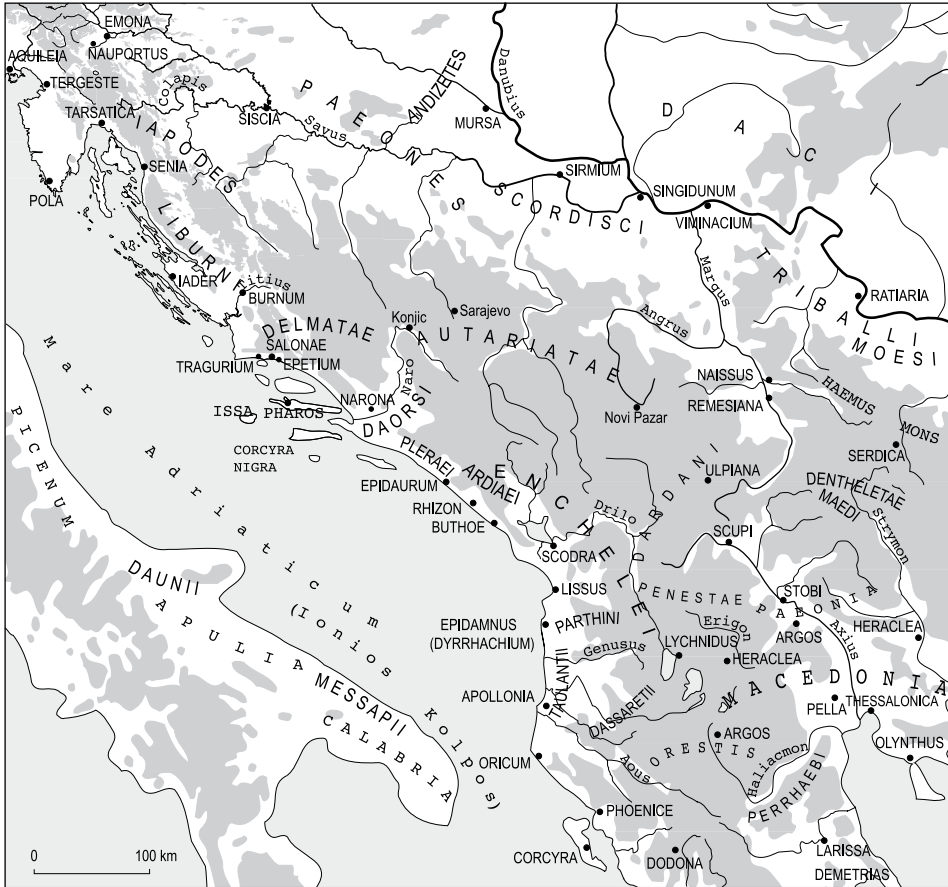 EMONA
NAUPORTUS
AQUILEIA
TERGESTE
Colapis
TARSATICA
SISCIA
Savus
PAEONES
ANDIZETES
MURSA
Danubius
DACI
IAPODES
SENIA
POLA
SIRMIUM
SINGIDUNUM
VIMINACIUM
SCORDISCI
LIBURNI
IADER
Titius
BURNUM
Margus
TRIBALLI
RATIARIA
MOESI
Sarajevo
Konjic
DELMATAE
AUTARIATAE
Angrus
SALONAE
TRAGURIUM
EPETIUM
Naro
NAISSUS
HAEMUS
MONS
REMESIANA
ISSA
PHAROS
NARONA
DAORSI
Novi Pazar
SERDICA
CORCYRA
NIGRA
PLERAEI
ARDIAEI
ENCHELEI
ULPIANA
DENTHELETAE
MAEDI
EPIDAURUM
RHIZON
BUTHOE
Drilo
DARDANI
Strymon
SCUPI
SCODRA
PICENUM
Mare Adriaticum
(Ionios Kolpos)
DAUNII
APULIA
MESSAPII
CALABRIA
LISSUS
PENESTAE
PAEONIA
STOBI
EPIDAMNUS
(DYRRHACHIUM)
PARTHINI
Erigon
ARGOS
Axius
HERACLEA
Genusus
LYCHNIDUS
HERACLEA
MACEDONIA
APOLLONIA
TAULANTII
DASSARETII
PELLA
THESSALONICA
ARGOS
ORESTIS
ORICUM
Aous
Haliacmon
OLYNTHUS
PERRHAEBI
PHOENICE
CORCYRA
DODONA
LARISSA
DEMETRIAS
0
100 km